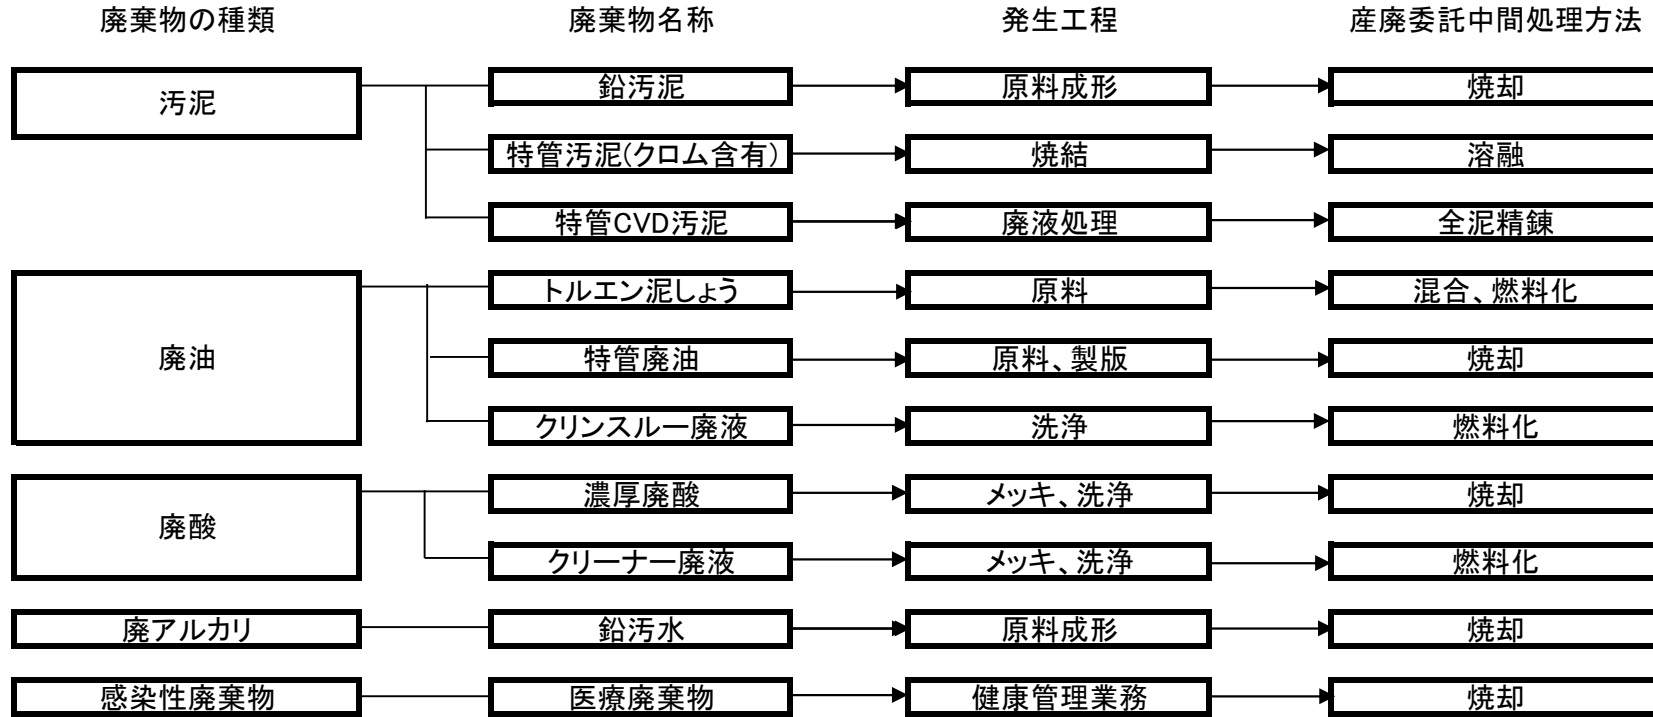 廃棄物の種類 廃棄物名称 発生工程 産廃委託中間処理方法
汚泥 鉛汚泥 原料成形 焼却
特管汚泥(クロム含有) 焼結 溶融
特管CVD汚泥 廃液処理 全泥精錬
廃油 トルエン泥しょう 原料 混合、燃料化
特管廃油 原料、製版 焼却
クリンスルー廃液 洗浄 燃料化
廃酸 濃厚廃酸 メッキ、洗浄 焼却
クリーナー廃液 メッキ、洗浄 燃料化
廃アルカリ 鉛汚水 原料成形 焼却
感染性廃棄物 医療廃棄物 健康管理業務 焼却